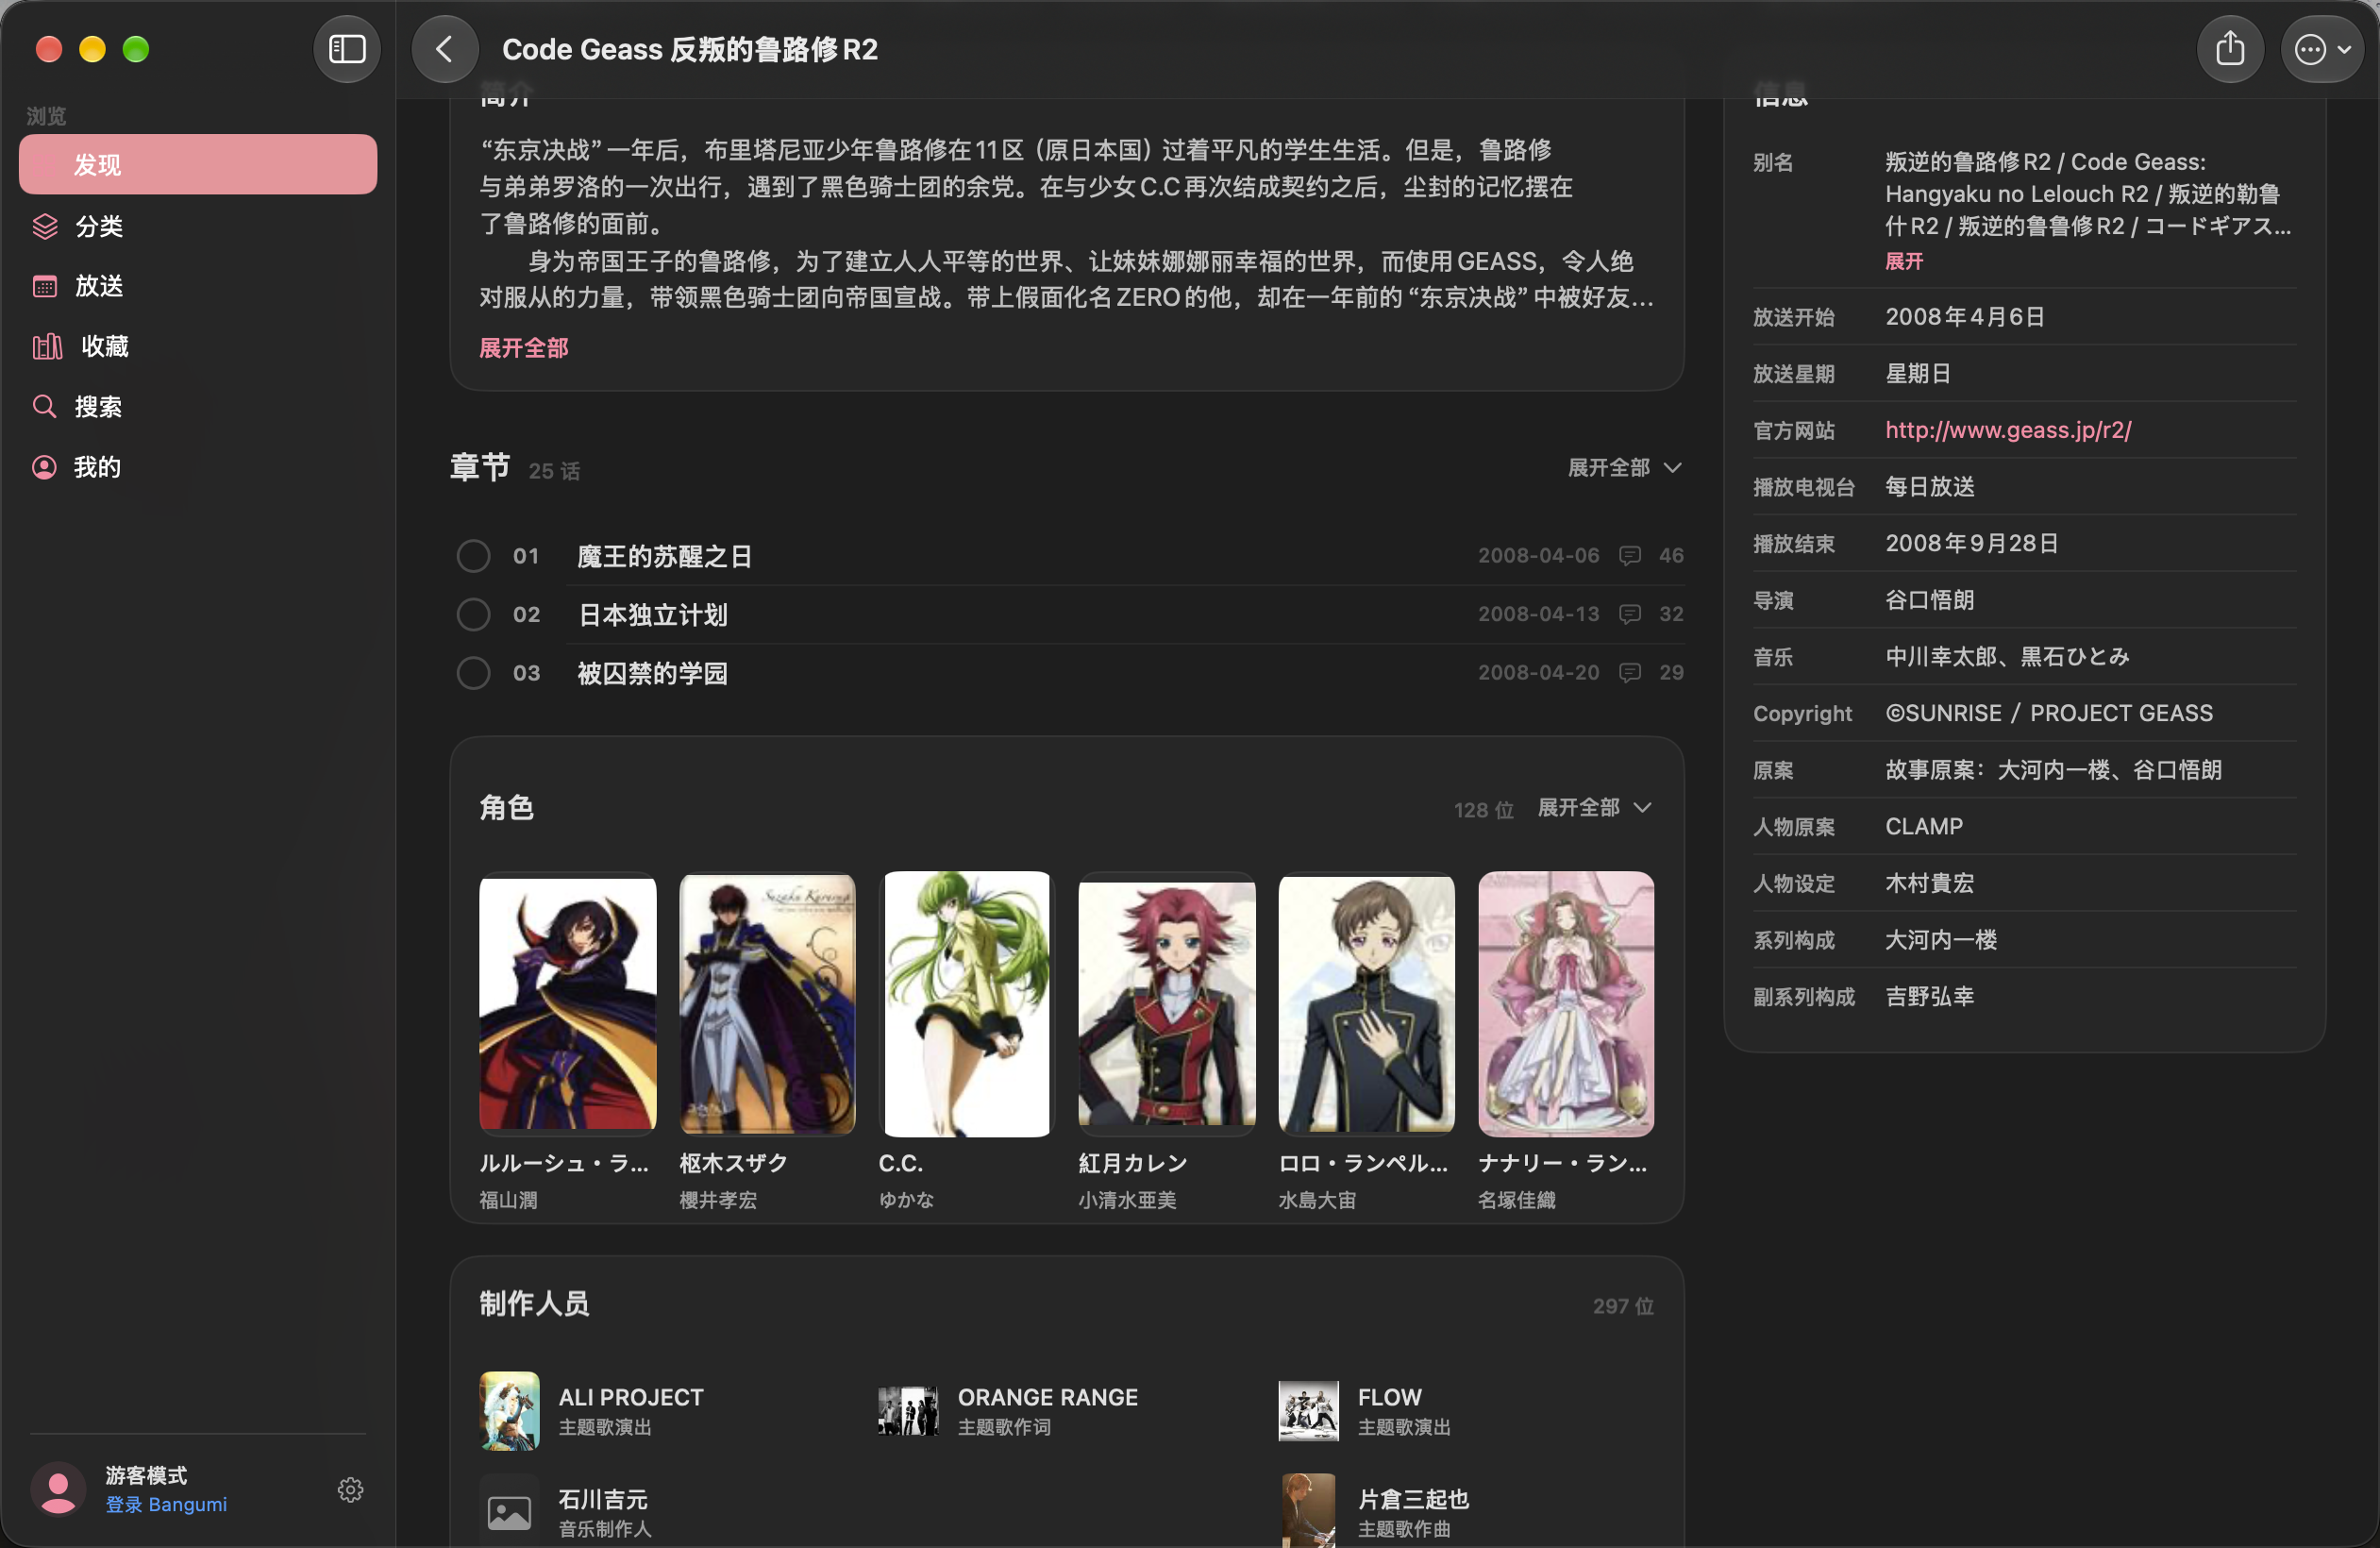 Code Geass 反叛的鲁路修R2
浏览
发现
分类
放送
收藏
搜索
我的
游客模式
登录 Bangumi
简介
“东京决战”一年后，布里塔尼亚少年鲁路修在11区（原日本国）过着平凡的学生生活。但是，鲁路修
与弟弟罗洛的一次出行，遇到了黑色骑士团的余党。在与少女C.C再次结成契约之后，尘封的记忆摆在
了鲁路修的面前。
身为帝国王子的鲁路修，为了建立人人平等的世界、让妹妹娜娜丽幸福的世界，而使用GEASS，令人绝
对服从的力量，带领黑色骑士团向帝国宣战。带上假面化名ZERO的他，却在一年前的“东京决战”中被好友…
展开全部
章节 25 话
展开全部
01 魔王的苏醒之日 2008-04-06 46
02 日本独立计划 2008-04-13 32
03 被囚禁的学园 2008-04-20 29
角色
128 位 展开全部
ルルーシュ・ラ…
福山潤
枢木スザク
櫻井孝宏
C.C.
ゆかな
紅月カレン
小清水亜美
ロロ・ランペル…
水島大宙
ナナリー・ラン…
名塚佳織
制作人员
297 位
ALI PROJECT
主题歌演出
ORANGE RANGE
主题歌作词
FLOW
主题歌演出
石川吉元
音乐制作人
片倉三起也
主题歌作曲
信息
别名 叛逆的鲁路修R2 / Code Geass:
Hangyaku no Lelouch R2 / 叛逆的勒鲁
什R2 / 叛逆的鲁鲁修R2 / コードギアス…
展开
放送开始 2008年4月6日
放送星期 星期日
官方网站 http://www.geass.jp/r2/
播放电视台 每日放送
播放结束 2008年9月28日
导演 谷口悟朗
音乐 中川幸太郎、黒石ひとみ
Copyright ©SUNRISE / PROJECT GEASS
原案 故事原案：大河内一楼、谷口悟朗
人物原案 CLAMP
人物设定 木村貴宏
系列构成 大河内一楼
副系列构成 吉野弘幸